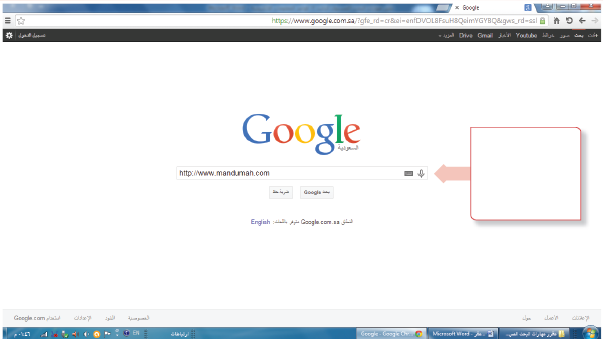 Google
https://www.google.com.sa/?gfe_rd=cr&ei=enfDVOL8FsuH8QeimYGYBQ&gws_rd=ssl
+أنت بحث صور خرائط Youtube الأخبار Gmail Drive المزيد
تسجيل الدخول
Google
السعودية
http://www.mandumah.com
بحث Google
ضربة حظ
Google.com.sa متوفر باللغة: English
الإعلانات الأعمال حول
الخصوصية البنود الإعدادات استخدام Google.com
Microsoft Word
Google - Google Ch
EN